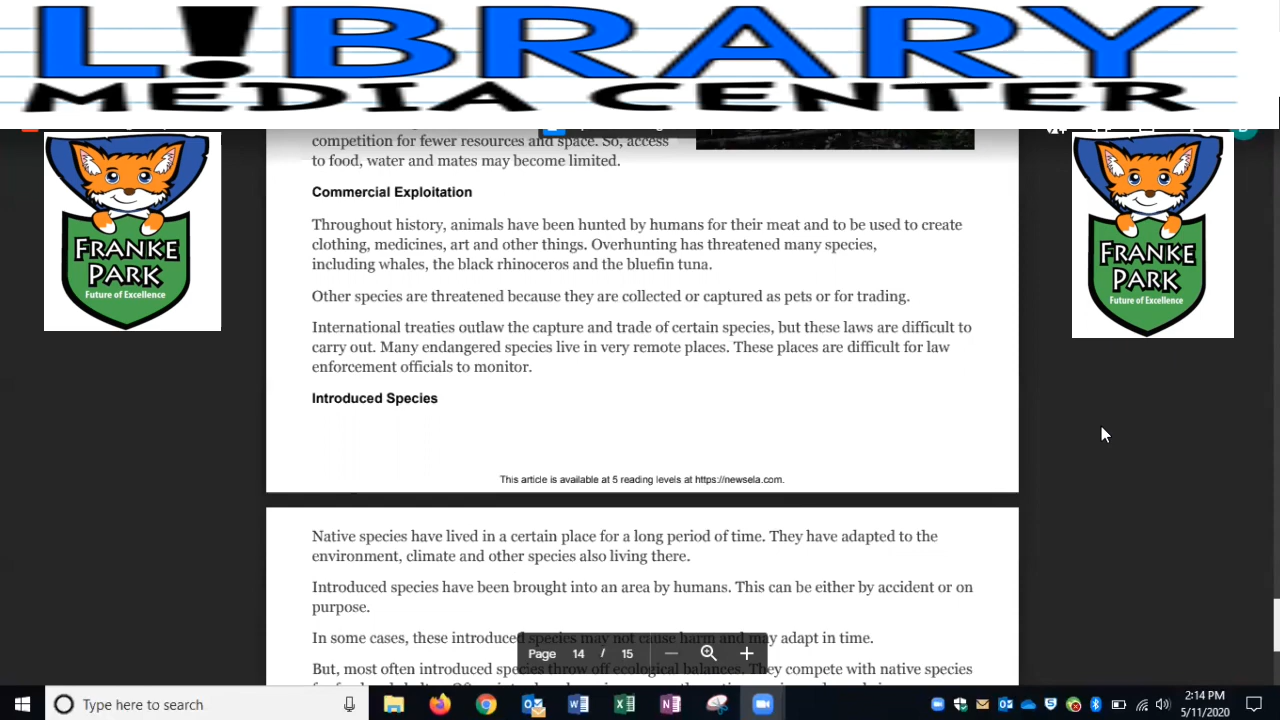 L!BRARY
MEDIA CENTER
competition for fewer resources and space. So, access
to food, water and mates may become limited.
FRANKE
PARK
Future of Excellence
FRANKE
PARK
Future of Excellence
Commercial Exploitation
Throughout history, animals have been hunted by humans for their meat and to be used to create
clothing, medicines, art and other things. Overhunting has threatened many species,
including whales, the black rhinoceros and the bluefin tuna.
Other species are threatened because they are collected or captured as pets or for trading.
International treaties outlaw the capture and trade of certain species, but these laws are difficult to
carry out. Many endangered species live in very remote places. These places are difficult for law
enforcement officials to monitor.
Introduced Species
This article is available at 5 reading levels at https://newsela.com.
Native species have lived in a certain place for a long period of time. They have adapted to the
environment, climate and other species also living there.
Introduced species have been brought into an area by humans. This can be either by accident or on
purpose.
In some cases, these introduced species may not cause harm and may adapt in time.
Page 14 / 15
But, most often introduced species throw off ecological balances. They compete with native species
Type here to search
2:14 PM
5/11/2020